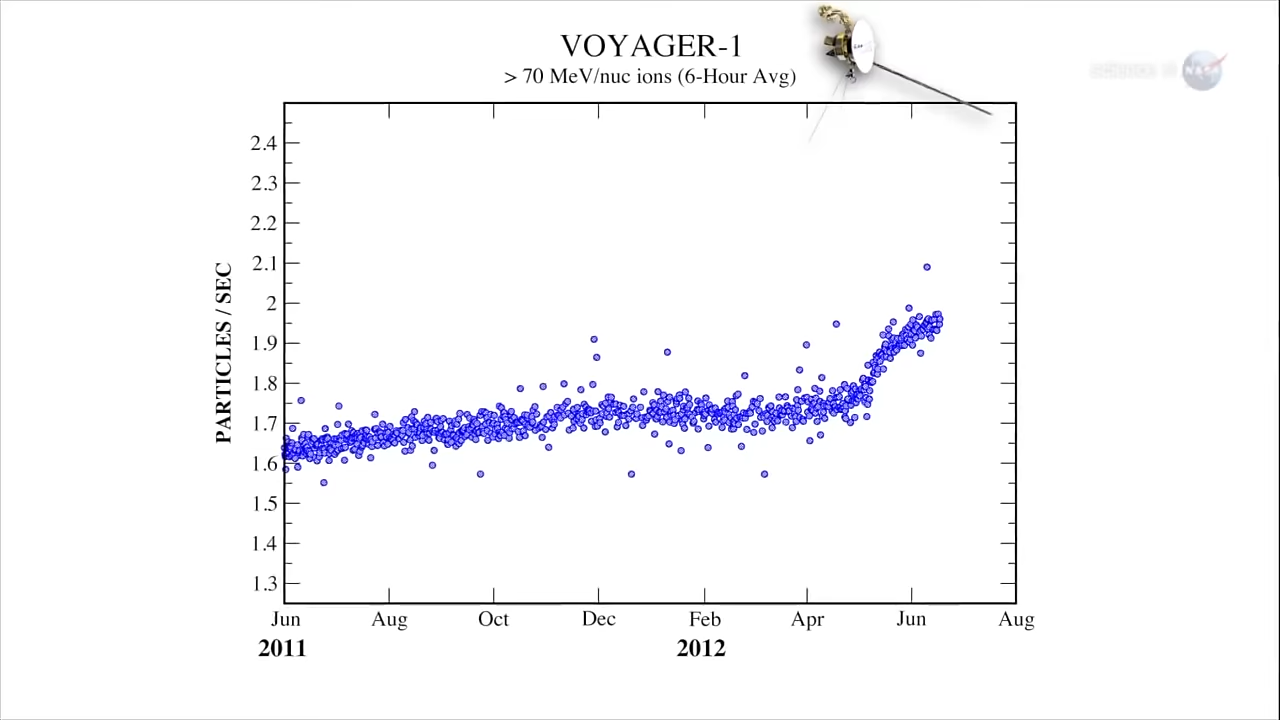 VOYAGER-1
> 70 MeV/nuc ions (6-Hour Avg)
science @ NASA
PARTICLES / SEC
2.4
2.3
2.2
2.1
2
1.9
1.8
1.7
1.6
1.5
1.4
1.3
Jun Aug Oct Dec Feb Apr Jun Aug
2011 2012